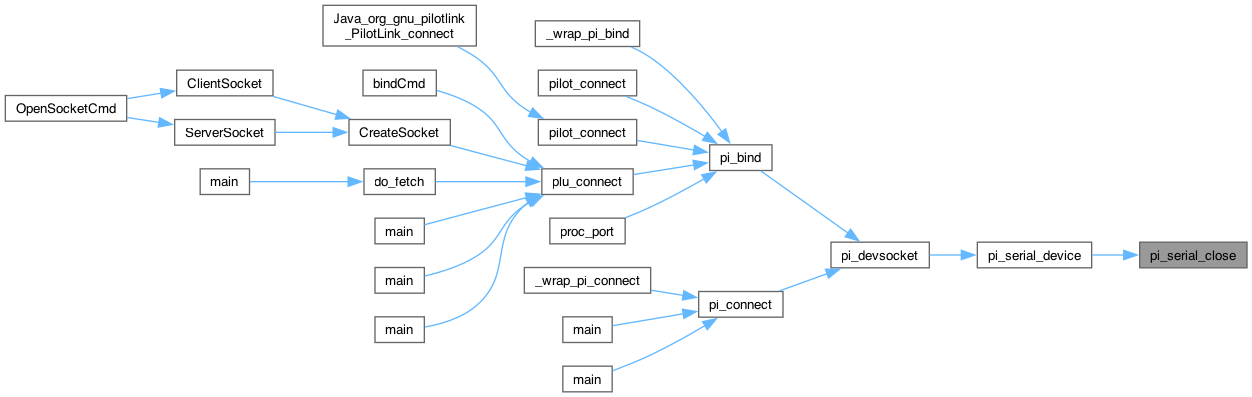 Java_org_gnu_pilotlink
_PilotLink_connect
_wrap_pi_bind
ClientSocket
bindCmd
pilot_connect
OpenSocketCmd
ServerSocket
CreateSocket
pilot_connect
pi_bind
main
do_fetch
plu_connect
main
proc_port
pi_devsocket
pi_serial_device
pi_serial_close
main
_wrap_pi_connect
pi_connect
main
main
main